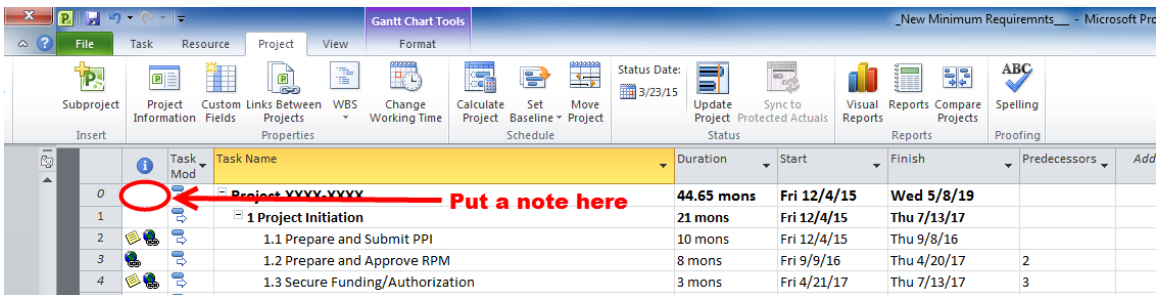 Gantt Chart Tools
_New Minimum Requiremnts__ - Microsoft Pro
File Task Resource Project View Format
Subproject
Project Information
Custom Fields
Links Between Projects
WBS
Change Working Time
Calculate Project
Set Baseline
Move Project
Status Date:
3/23/15
Update Project
Sync to Protected Actuals
Visual Reports
Reports
Compare Projects
ABC
Spelling
Insert Properties Schedule Status Reports Proofing
Task Mod Task Name Duration Start Finish Predecessors Add
0 Project XXXX-XXXX 44.65 mons Fri 12/4/15 Wed 5/8/19
Put a note here
1 1 Project Initiation 21 mons Fri 12/4/15 Thu 7/13/17
2 1.1 Prepare and Submit PPI 10 mons Fri 12/4/15 Thu 9/8/16
3 1.2 Prepare and Approve RPM 8 mons Fri 9/9/16 Thu 4/20/17 2
4 1.3 Secure Funding/Authorization 3 mons Fri 4/21/17 Thu 7/13/17 3